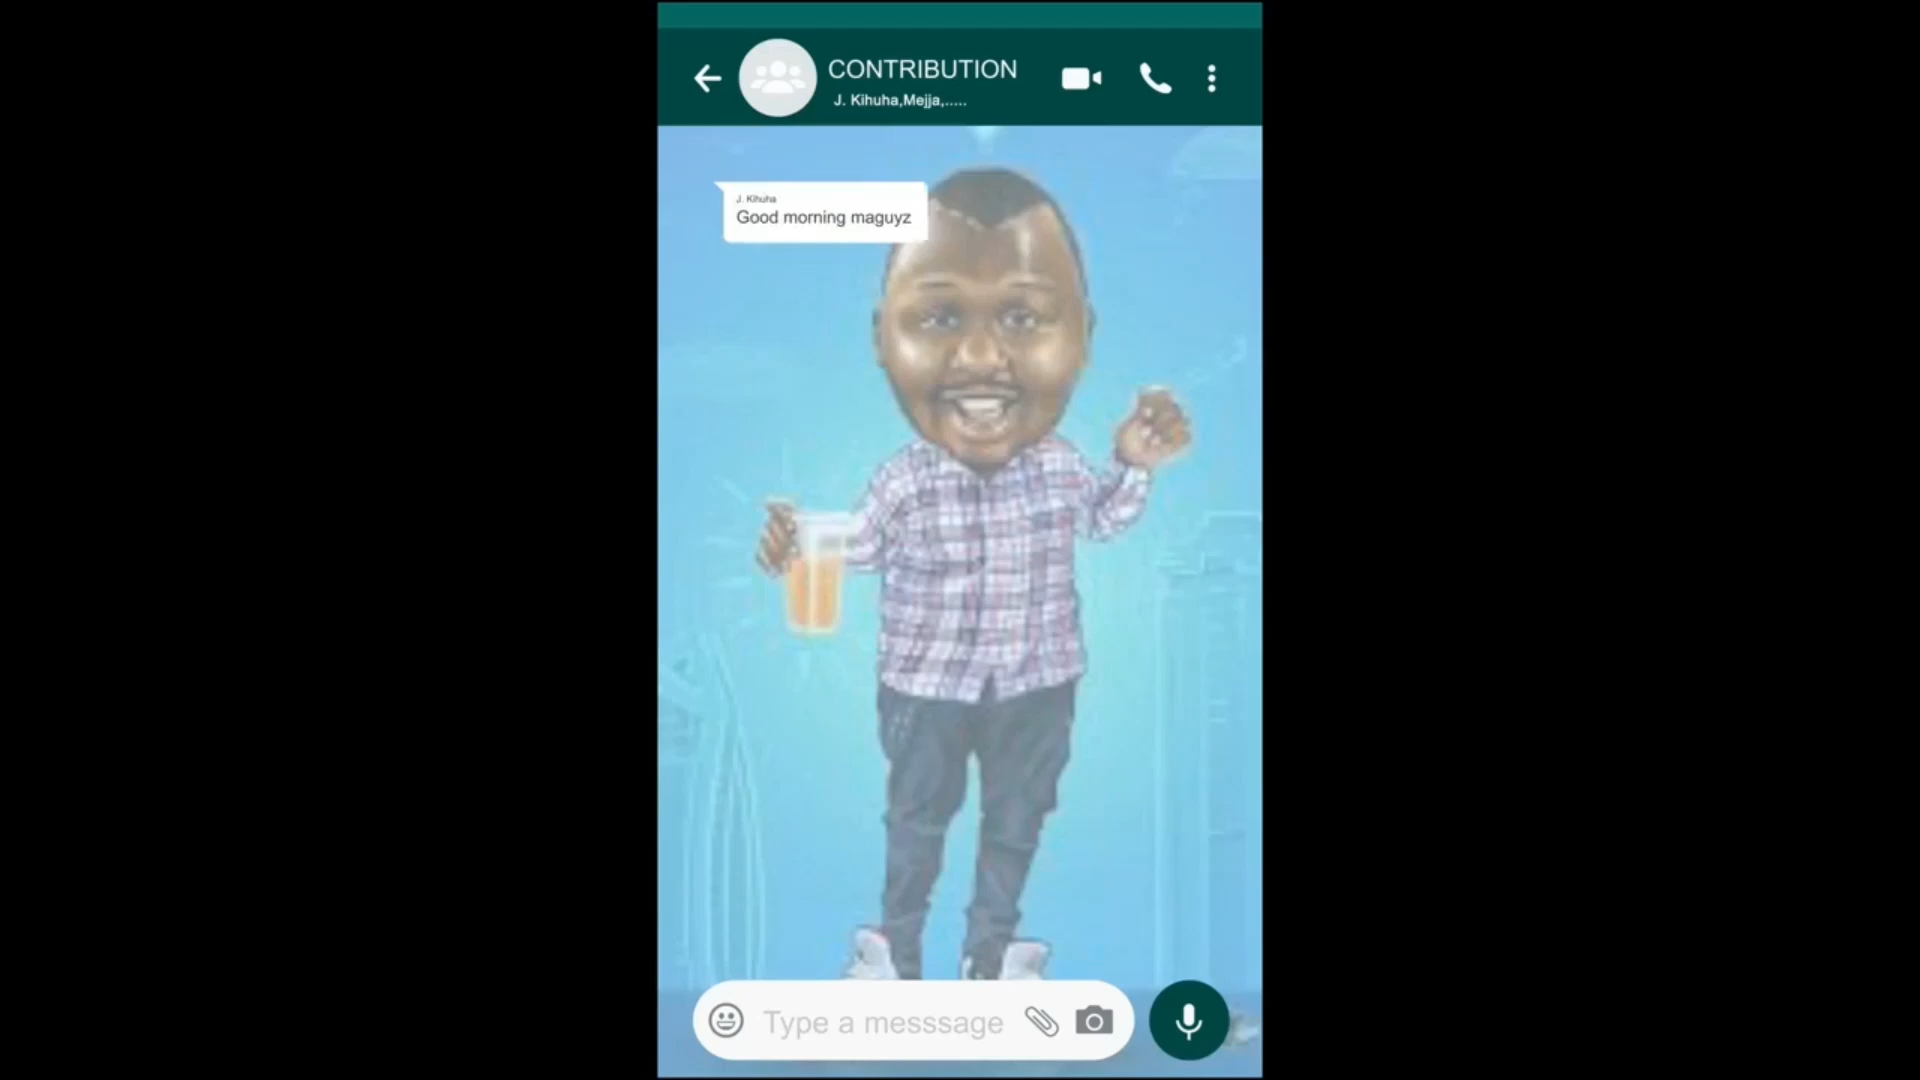 CONTRIBUTION
J. Kihuha,Mejja,.....
J. Kihuha
Good morning maguyz
Type a messsage